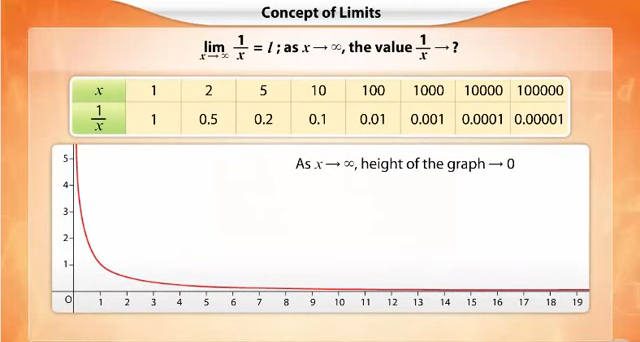 Concept of Limits
lim x→∞ 1/x = l ; as x → ∞, the value 1/x → ?
x 1 2 5 10 100 1000 10000 100000
1/x 1 0.5 0.2 0.1 0.01 0.001 0.0001 0.00001
As x → ∞, height of the graph → 0
5
4
3
2
1
O 1 2 3 4 5 6 7 8 9 10 11 12 13 14 15 16 17 18 19